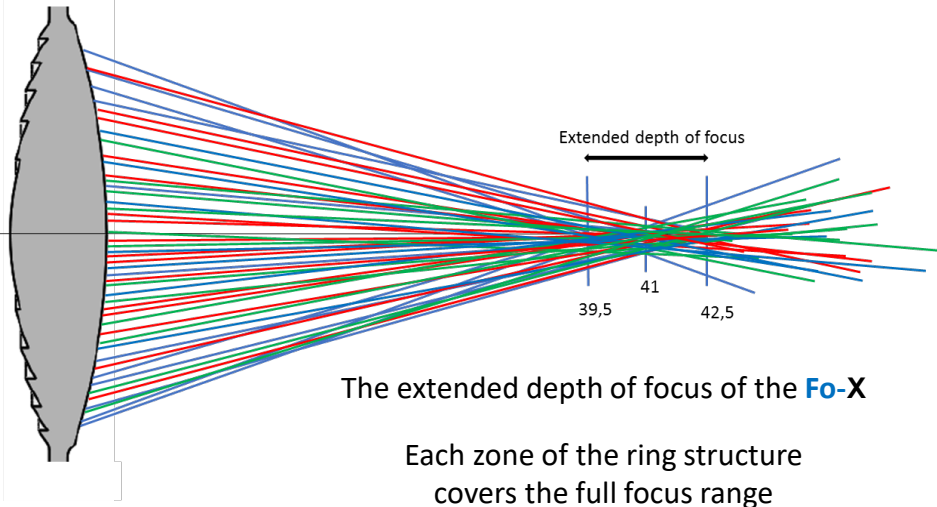 Extended depth of focus
41
39,5
42,5
The extended depth of focus of the Fo-X
Each zone of the ring structure
covers the full focus range